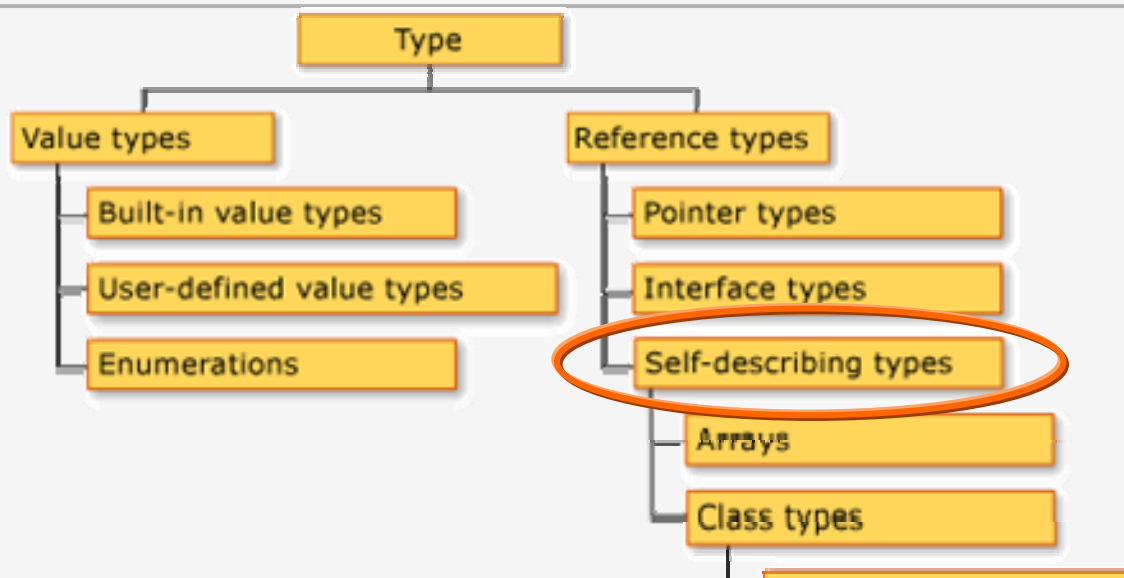 Type
Value types
Reference types
Built-in value types
Pointer types
User-defined value types
Interface types
Enumerations
Self-describing types
Arrays
Class types